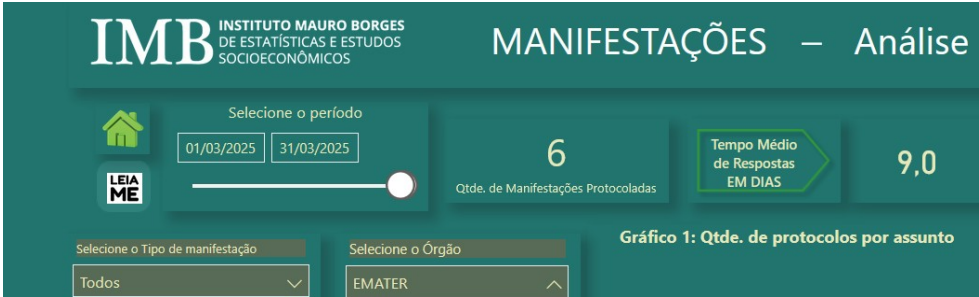 IMB
INSTITUTO MAURO BORGES
DE ESTATÍSTICAS E ESTUDOS
SOCIOECONÔMICOS
MANIFESTAÇÕES – Análise
Selecione o período
01/03/2025 31/03/2025
LEIA
ME
6
Qtde. de Manifestações Protocoladas
Tempo Médio
de Respostas
EM DIAS
9,0
Selecione o Tipo de manifestação
Todos
Selecione o Órgão
EMATER
Gráfico 1: Qtde. de protocolos por assunto